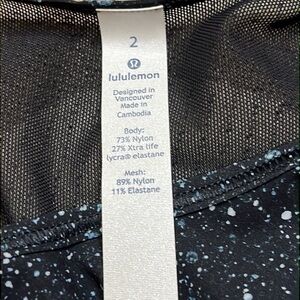 2
lululemon
Designed in
Vancouver
Made in
Cambodia
Body:
73% Nylon
27% Xtra life
lycra® elastane
Mesh:
89% Nylon
11% Elastane